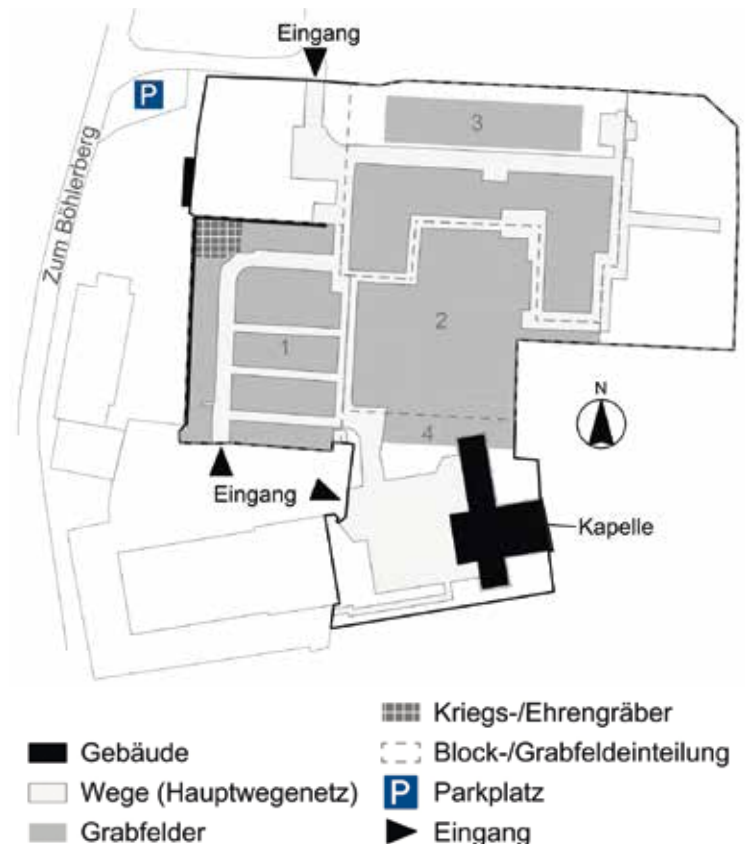 Eingang
P
3
Zum Böhlerberg
2
1
N
4
Eingang
Kapelle
Kriegs-/Ehrengräber
Gebäude
Block-/Grabfeldeinteilung
Wege (Hauptwegenetz)
P Parkplatz
Grabfelder
Eingang